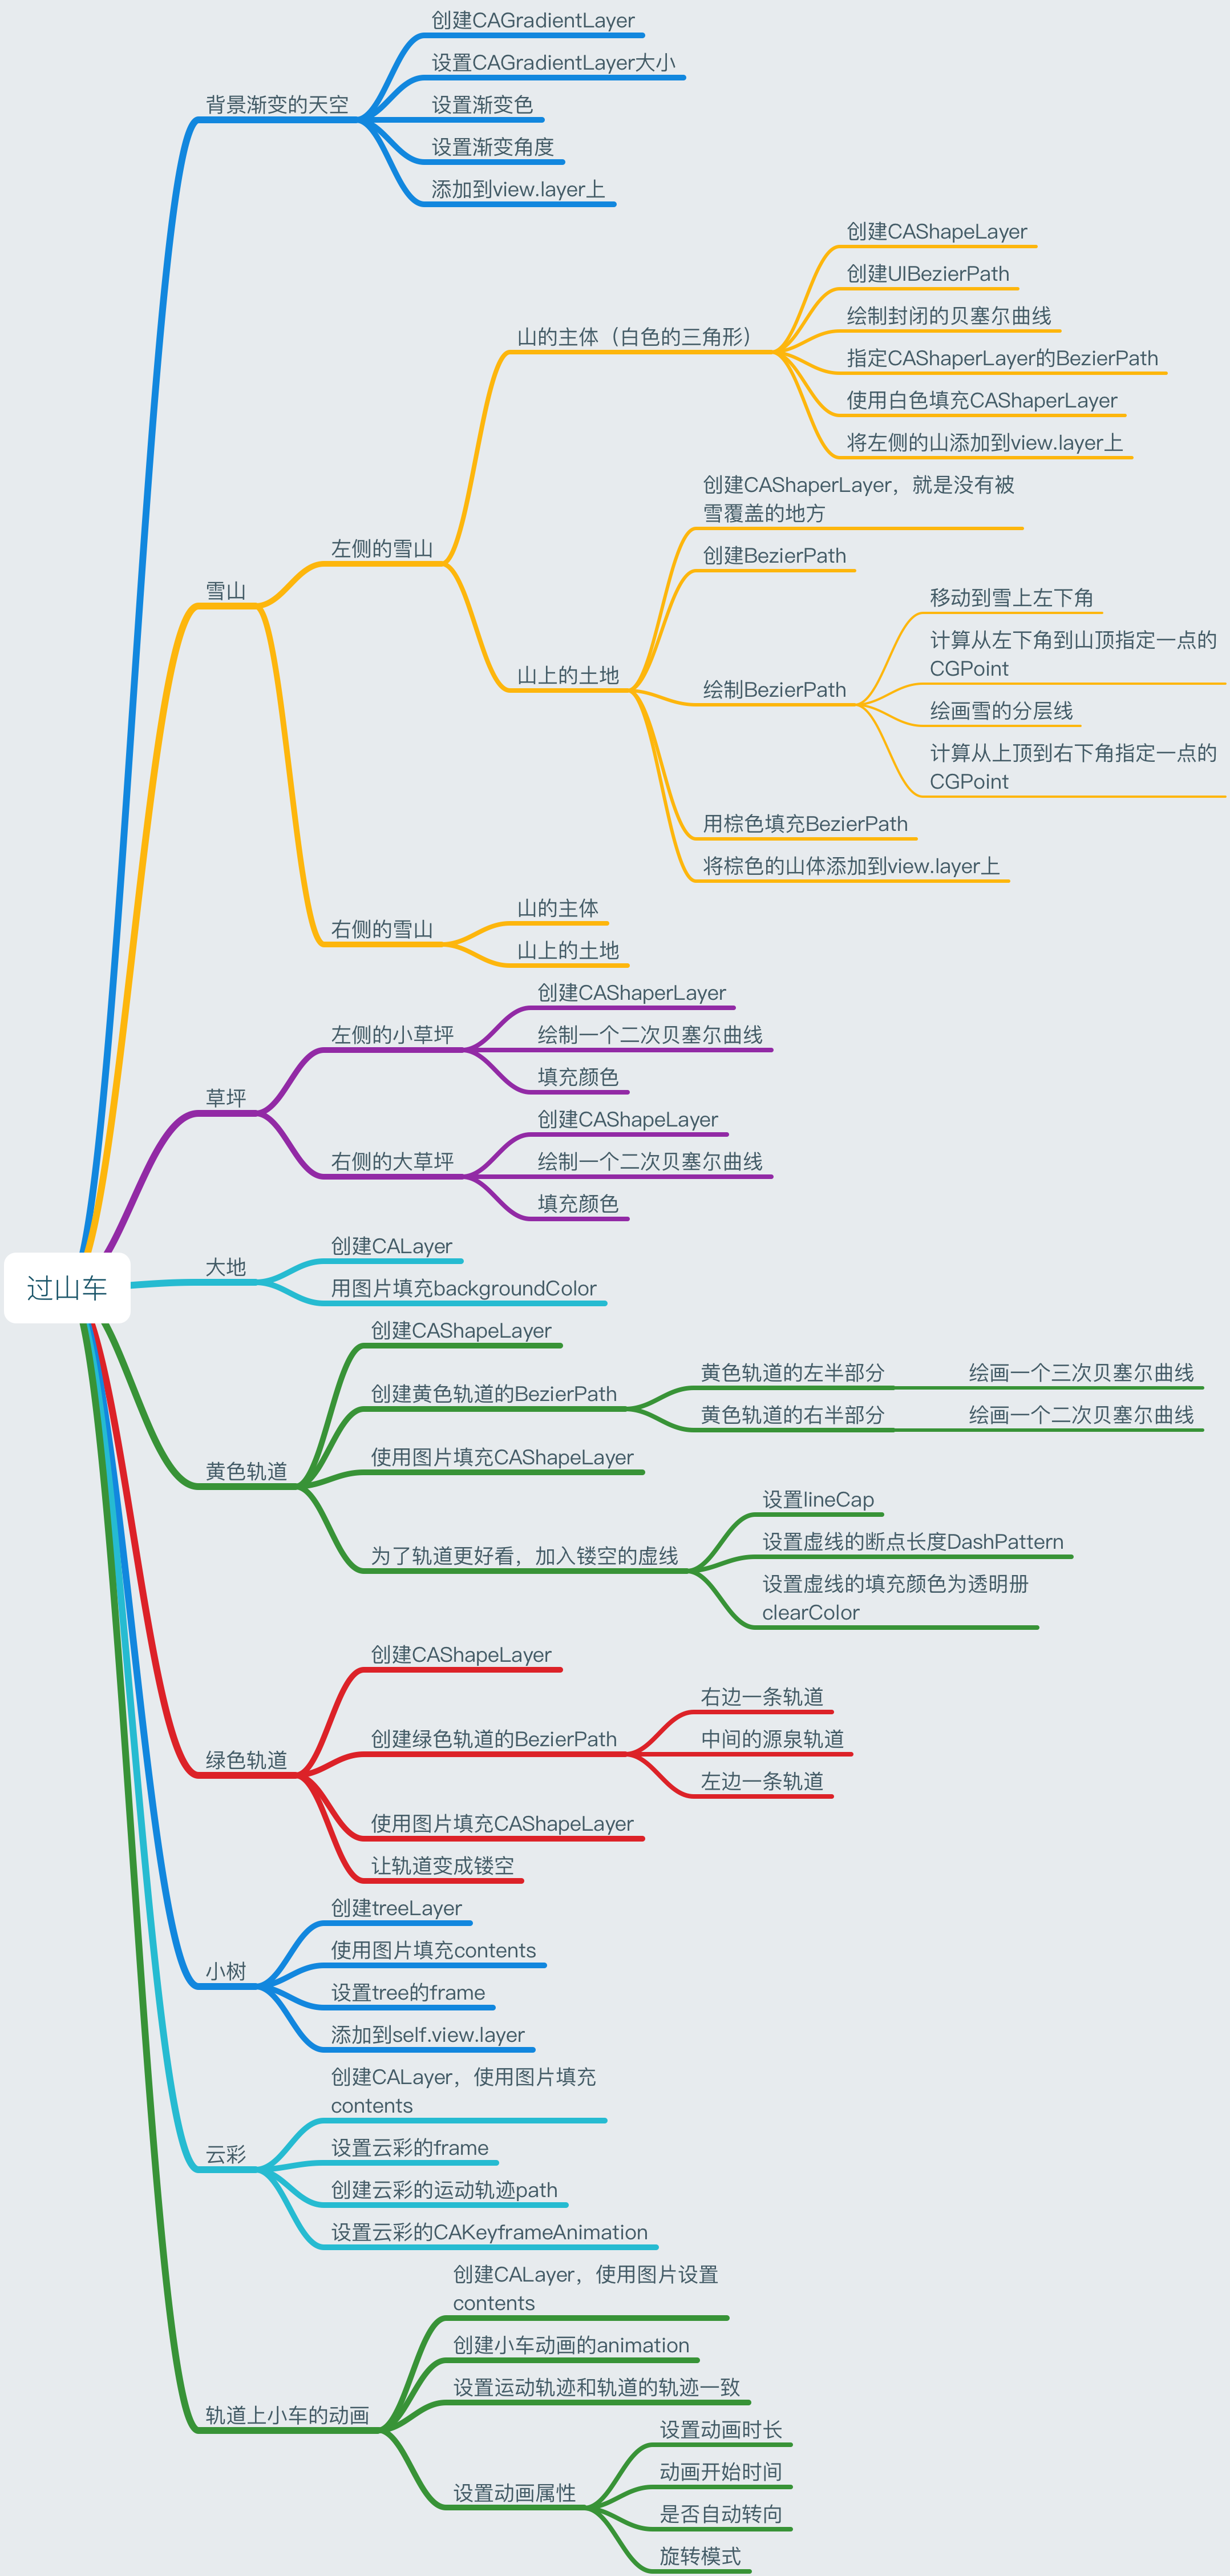 创建CAGradientLayer
设置CAGradientLayer大小
背景渐变的天空
设置渐变色
设置渐变角度
添加到view.layer上
创建CAShapeLayer
创建UIBezierPath
绘制封闭的贝塞尔曲线
山的主体（白色的三角形）
指定CAShaperLayer的BezierPath
使用白色填充CAShaperLayer
将左侧的山添加到view.layer上
创建CAShaperLayer，就是没有被
雪覆盖的地方
左侧的雪山
创建BezierPath
雪山
移动到雪上左下角
计算从左下角到山顶指定一点的
CGPoint
山上的土地
绘制BezierPath
绘画雪的分层线
计算从上顶到右下角指定一点的
CGPoint
用棕色填充BezierPath
将棕色的山体添加到view.layer上
右侧的雪山
山的主体
山上的土地
创建CAShaperLayer
左侧的小草坪
绘制一个二次贝塞尔曲线
填充颜色
草坪
创建CAShapeLayer
右侧的大草坪
绘制一个二次贝塞尔曲线
填充颜色
创建CALayer
大地
用图片填充backgroundColor
过山车
创建CAShapeLayer
创建黄色轨道的BezierPath
黄色轨道的左半部分
绘画一个三次贝塞尔曲线
黄色轨道的右半部分
绘画一个二次贝塞尔曲线
黄色轨道
使用图片填充CAShapeLayer
为了轨道更好看，加入镂空的虚线
设置lineCap
设置虚线的断点长度DashPattern
设置虚线的填充颜色为透明册
clearColor
创建CAShapeLayer
右边一条轨道
创建绿色轨道的BezierPath
中间的源泉轨道
左边一条轨道
绿色轨道
使用图片填充CAShapeLayer
让轨道变成镂空
创建treeLayer
使用图片填充contents
小树
设置tree的frame
添加到self.view.layer
创建CALayer，使用图片填充
contents
云彩
设置云彩的frame
创建云彩的运动轨迹path
设置云彩的CAKeyframeAnimation
创建CALayer，使用图片设置
contents
创建小车动画的animation
设置运动轨迹和轨道的轨迹一致
轨道上小车的动画
设置动画属性
设置动画时长
动画开始时间
是否自动转向
旋转模式